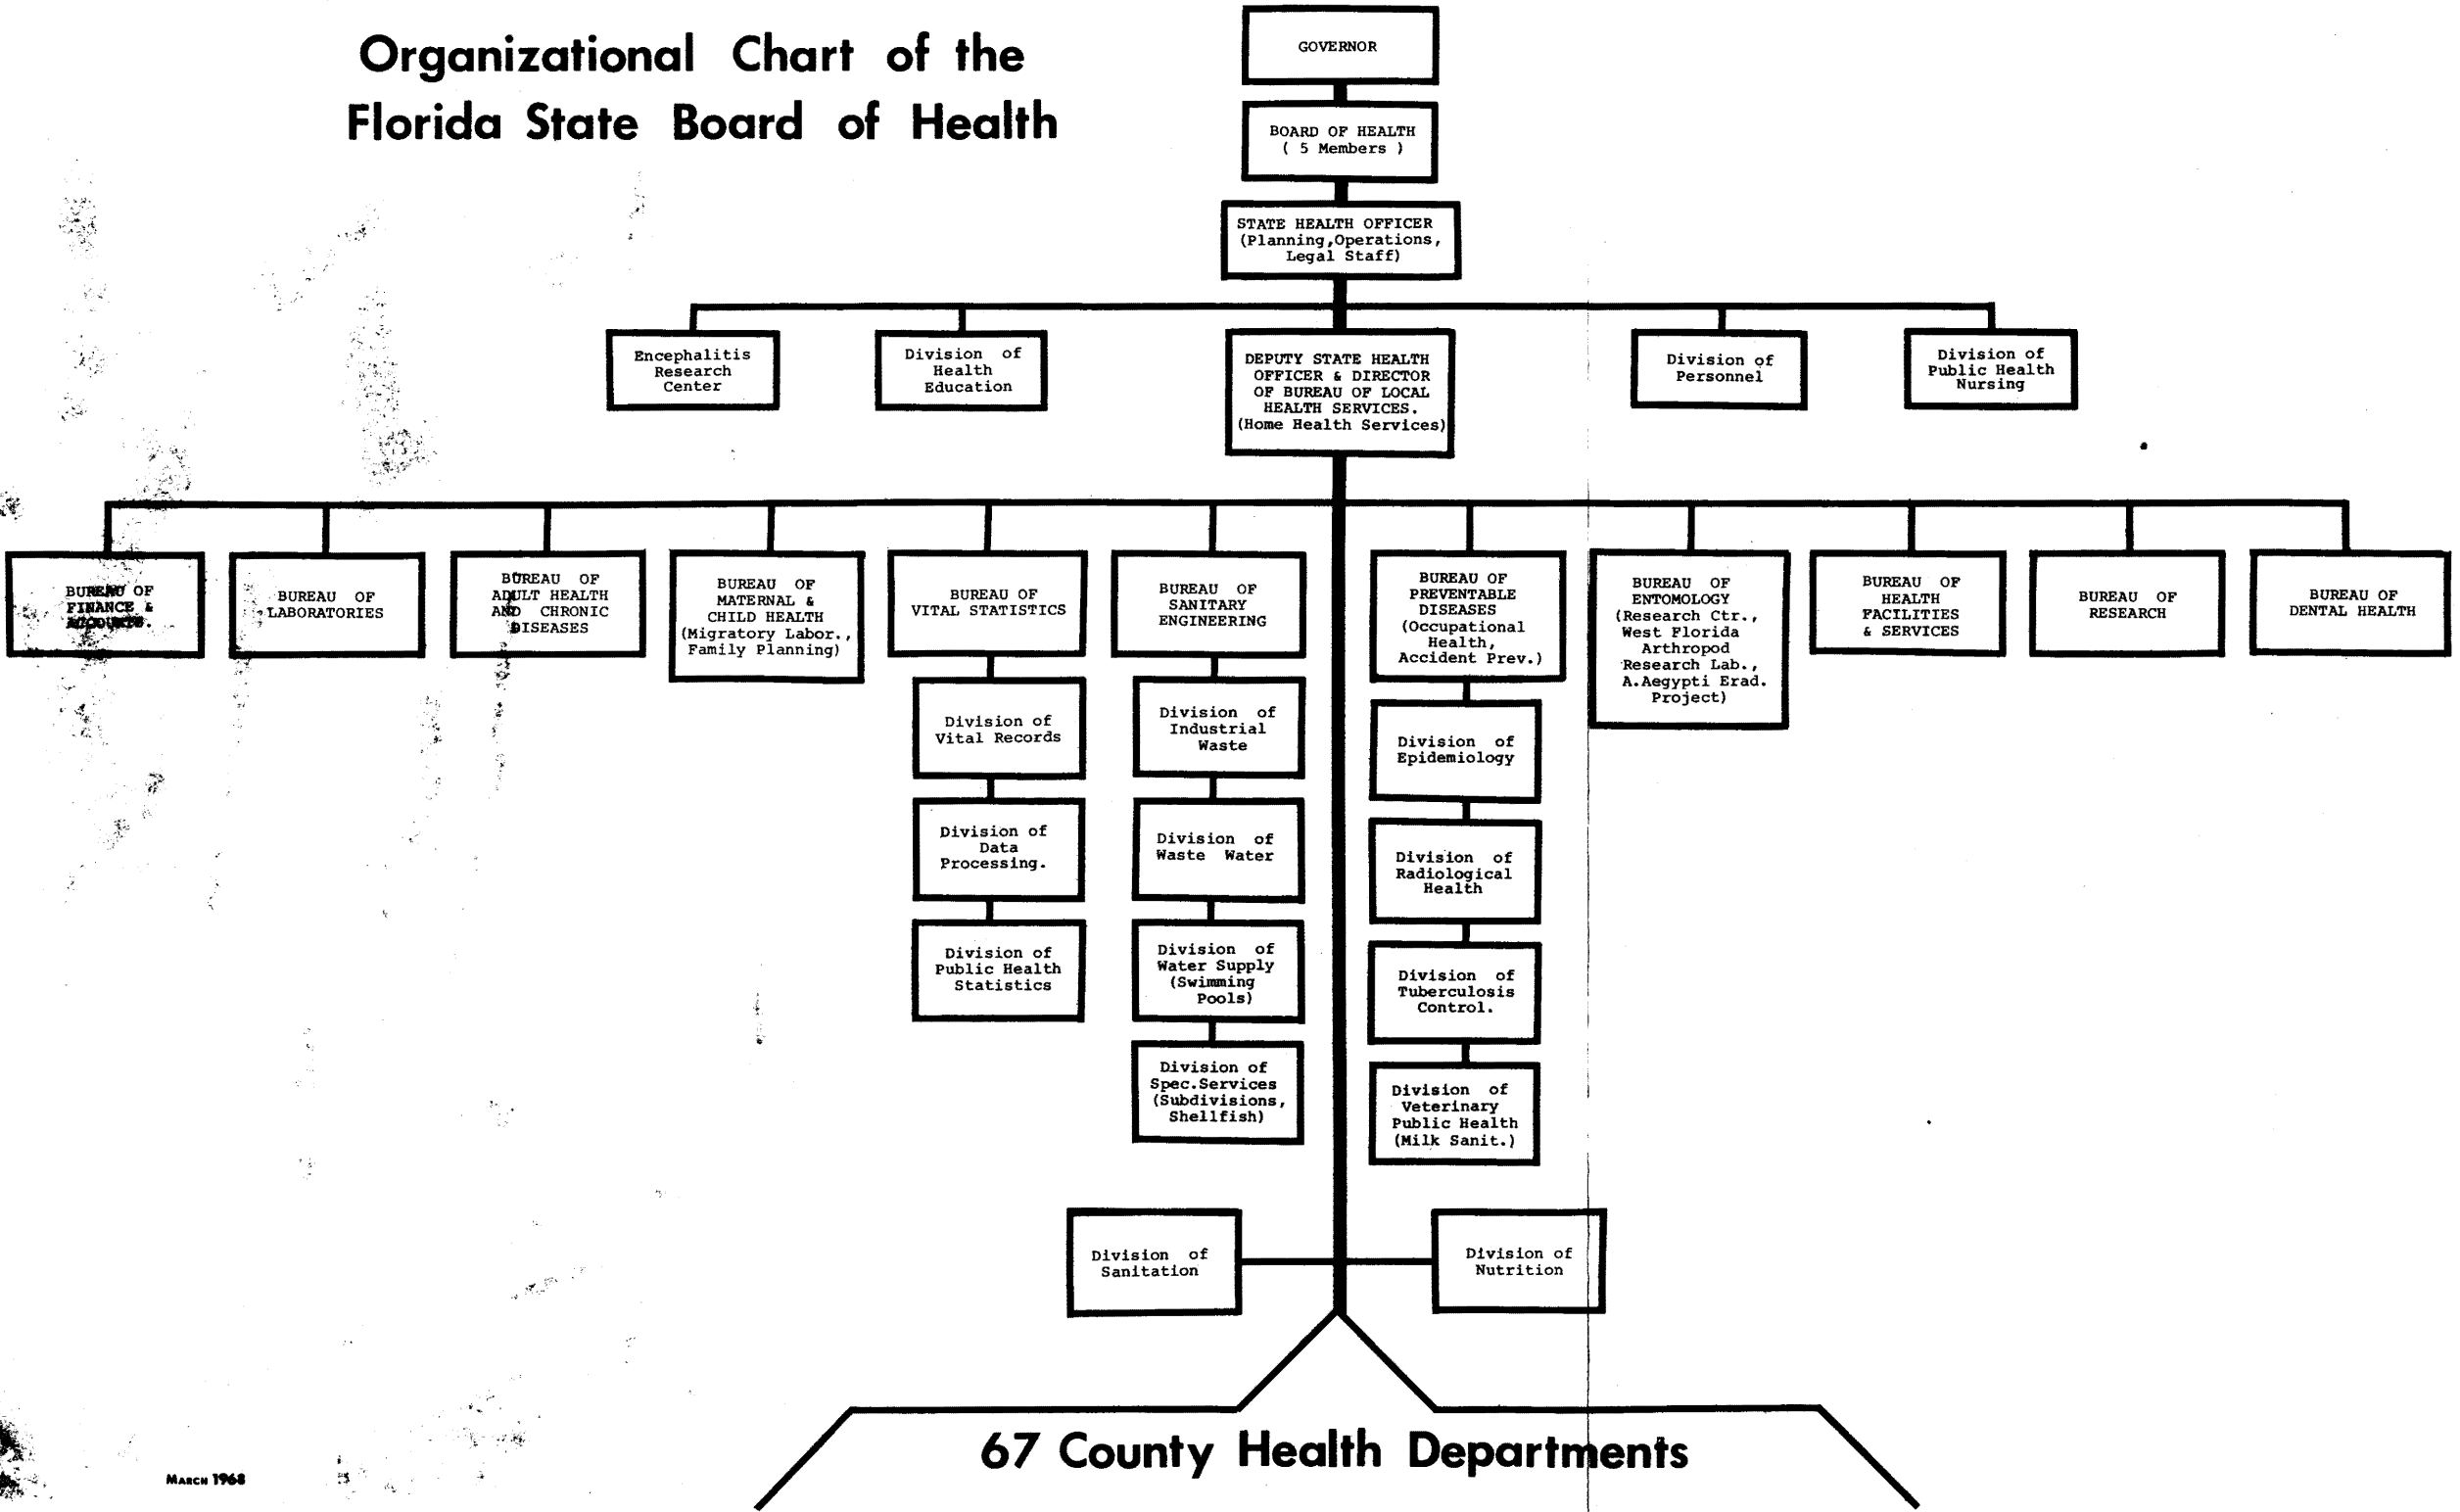 Organizational Chart of the
Florida State Board of Health
GOVERNOR
BOARD OF HEALTH
( 5 Members )
STATE HEALTH OFFICER
(Planning,Operations,
Legal Staff)
Encephalitis
Research
Center
Division of
Health
Education
DEPUTY STATE HEALTH
OFFICER & DIRECTOR
OF BUREAU OF LOCAL
HEALTH SERVICES.
(Home Health Services)
Division of
Personnel
Division of
Public Health
Nursing
BUREAU OF
FINANCE &
ACCOUNTS.
BUREAU OF
LABORATORIES
BUREAU OF
ADULT HEALTH
AND CHRONIC
DISEASES
BUREAU OF
MATERNAL &
CHILD HEALTH
(Migratory Labor.,
Family Planning)
BUREAU OF
VITAL STATISTICS
BUREAU OF
SANITARY
ENGINEERING
BUREAU OF
PREVENTABLE
DISEASES
(Occupational
Health,
Accident Prev.)
BUREAU OF
ENTOMOLOGY
(Research Ctr.,
West Florida
Arthropod
Research Lab.,
A.Aegypti Erad.
Project)
BUREAU OF
HEALTH
FACILITIES
& SERVICES
BUREAU OF
RESEARCH
BUREAU OF
DENTAL HEALTH
Division of
Vital Records
Division of
Data
Processing.
Division of
Public Health
Statistics
Division of
Industrial
Waste
Division of
Waste Water
Division of
Water Supply
(Swimming
Pools)
Division of
Spec.Services
(Subdivisions,
Shellfish)
Division of
Epidemiology
Division of
Radiological
Health
Division of
Tuberculosis
Control.
Division of
Veterinary
Public Health
(Milk Sanit.)
Division of
Sanitation
Division of
Nutrition
67 County Health Departments
MARCH 1968